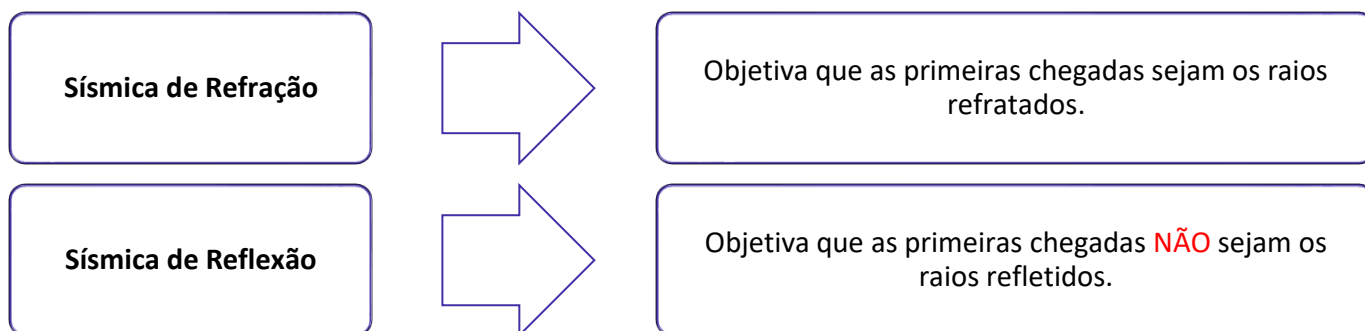 Sísmica de Refração
Objetiva que as primeiras chegadas sejam os raios
refratados.
Sísmica de Reflexão
Objetiva que as primeiras chegadas NÃO sejam os
raios refletidos.